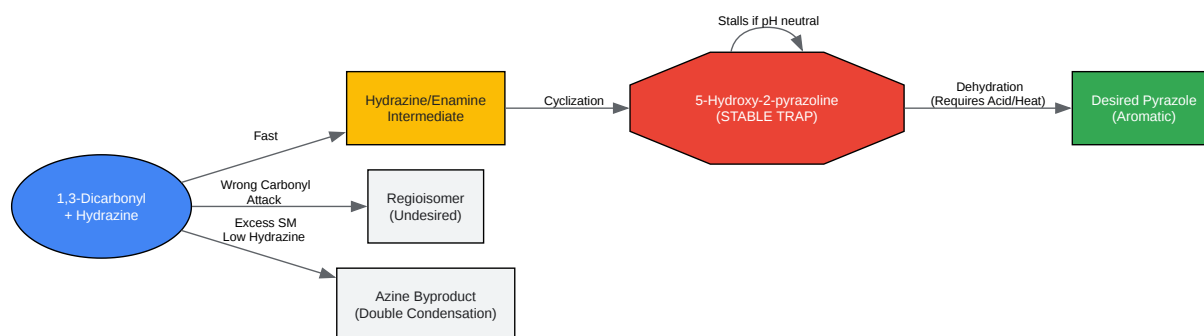 Stalls if pH neutral
Hydrazine/Enamine
Intermediate
Cyclization
5-Hydroxy-2-pyrazoline
(STABLE TRAP)
Dehydration
(Requires Acid/Heat)
Desired Pyrazole
(Aromatic)
Fast
1,3-Dicarbonyl
+ Hydrazine
Wrong Carbonyl
Attack
Regioisomer
(Undesired)
Excess SM
Low Hydrazine
Azine Byproduct
(Double Condensation)